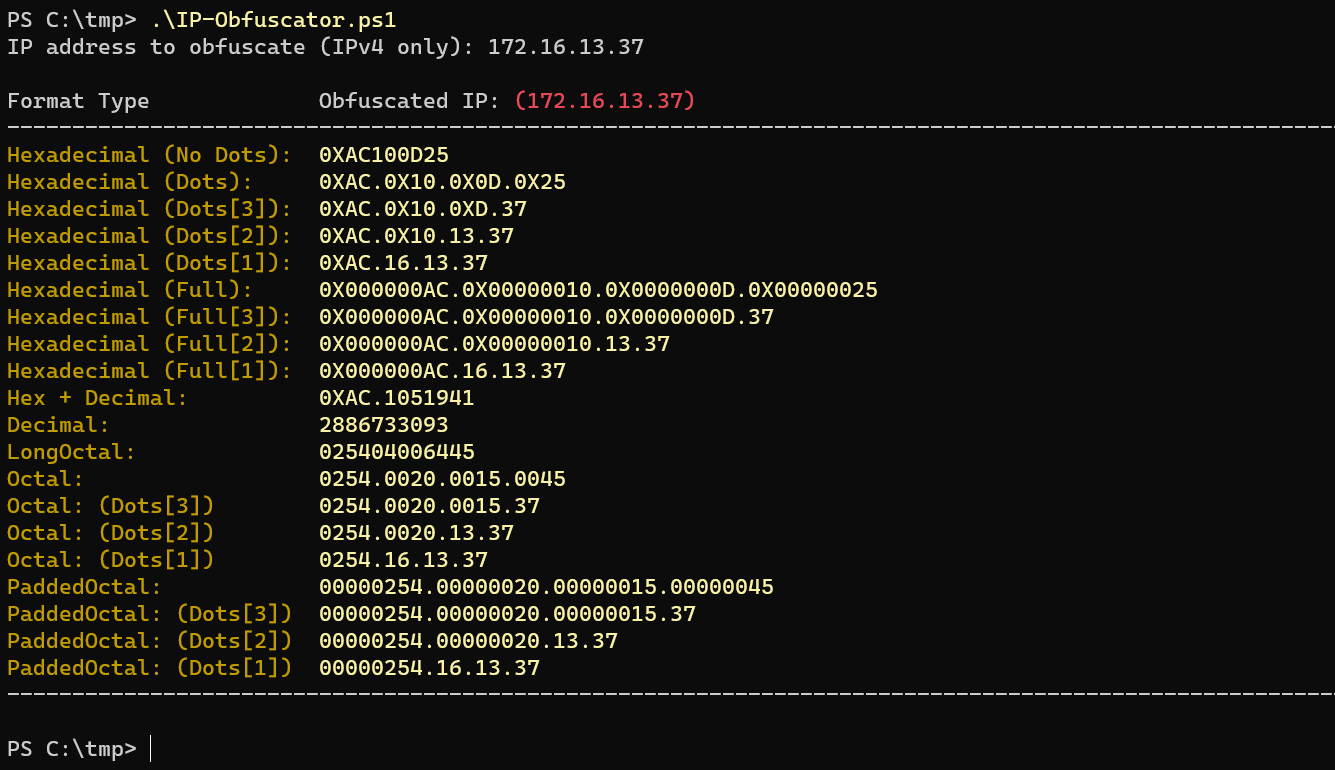 PS C:\tmp> .\IP-Obfuscator.ps1
IP address to obfuscate (IPv4 only): 172.16.13.37
Format Type             Obfuscated IP: (172.16.13.37)
Hexadecimal (No Dots):  0XAC100D25
Hexadecimal (Dots):     0XAC.0X10.0X0D.0X25
Hexadecimal (Dots[3]):  0XAC.0X10.0XD.37
Hexadecimal (Dots[2]):  0XAC.0X10.13.37
Hexadecimal (Dots[1]):  0XAC.16.13.37
Hexadecimal (Full):     0X000000AC.0X00000010.0X0000000D.0X00000025
Hexadecimal (Full[3]):  0X000000AC.0X00000010.0X0000000D.37
Hexadecimal (Full[2]):  0X000000AC.0X00000010.13.37
Hexadecimal (Full[1]):  0X000000AC.16.13.37
Hex + Decimal:          0XAC.1051941
Decimal:                2886733093
LongOctal:              025404006445
Octal:                  0254.0020.0015.0045
Octal: (Dots[3])        0254.0020.0015.37
Octal: (Dots[2])        0254.0020.13.37
Octal: (Dots[1])        0254.16.13.37
PaddedOctal:            00000254.00000020.00000015.00000045
PaddedOctal: (Dots[3])  00000254.00000020.00000015.37
PaddedOctal: (Dots[2])  00000254.00000020.13.37
PaddedOctal: (Dots[1])  00000254.16.13.37
PS C:\tmp>